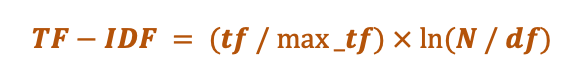 TF – IDF = (tf / max_tf) × ln(N / df)